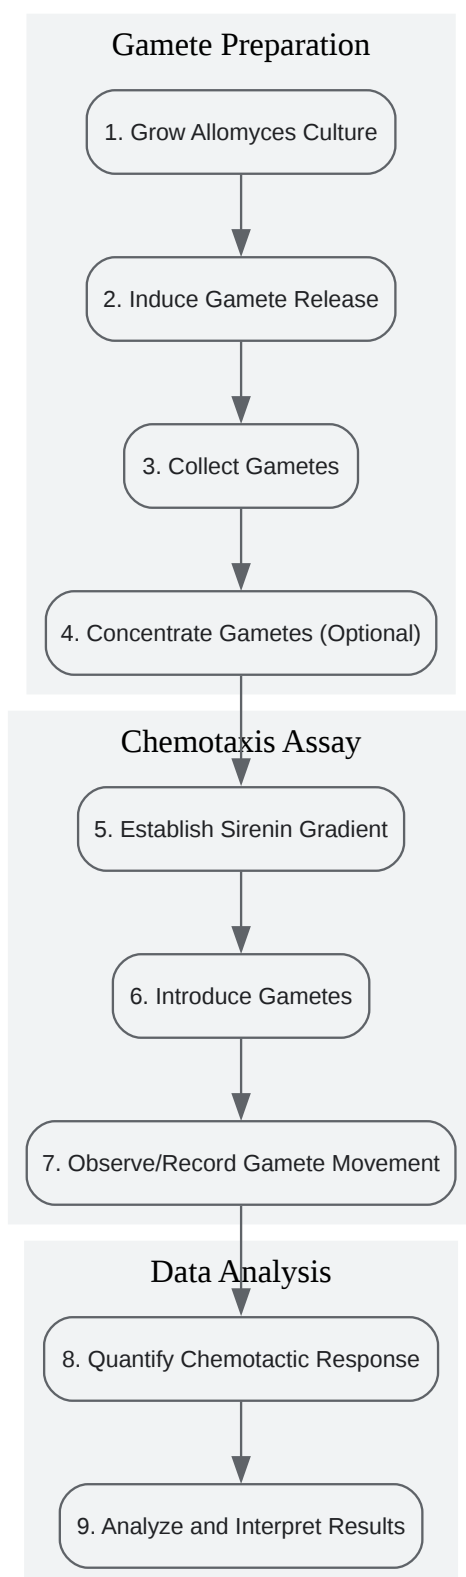 Gamete Preparation
1. Grow Allomyces Culture
2. Induce Gamete Release
3. Collect Gametes
4. Concentrate Gametes (Optional)
Chemotaxis Assay
5. Establish Sirenin Gradient
6. Introduce Gametes
7. Observe/Record Gamete Movement
Data Analysis
8. Quantify Chemotactic Response
9. Analyze and Interpret Results